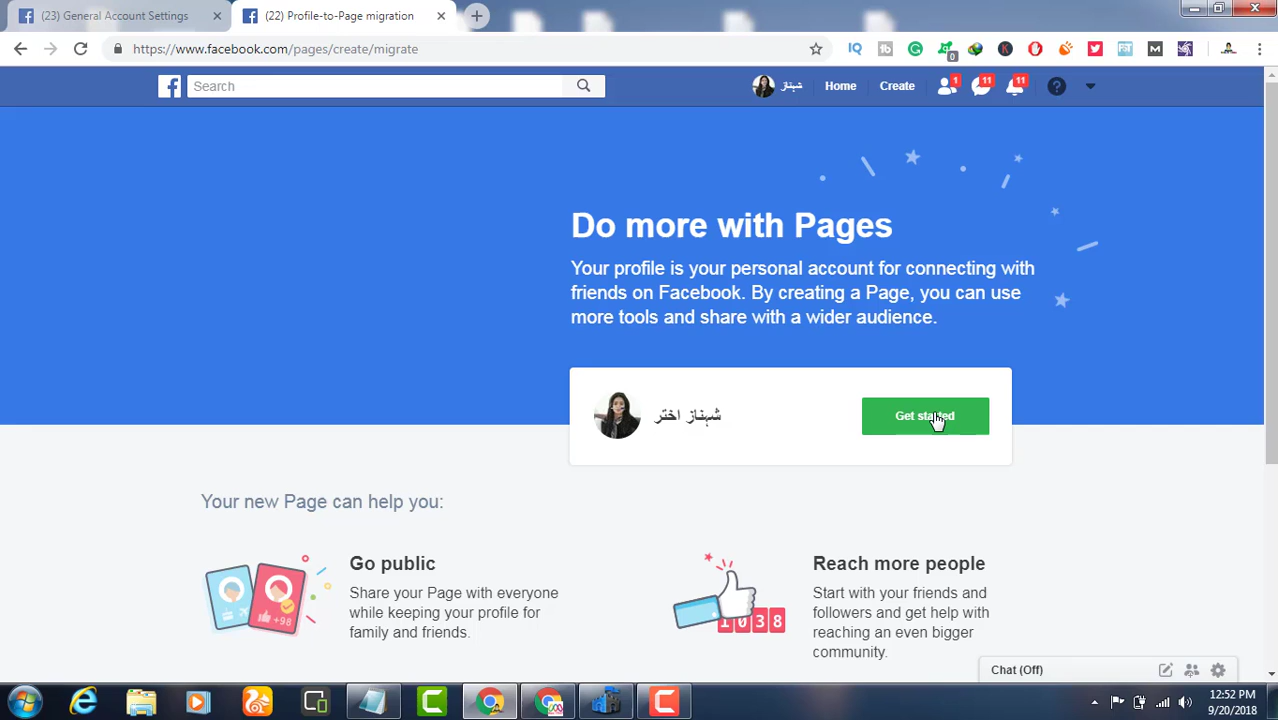 (23) General Account Settings
(22) Profile-to-Page migration
https://www.facebook.com/pages/create/migrate
Search
شہناز
Home
Create
1
11
11
Do more with Pages
Your profile is your personal account for connecting with
friends on Facebook. By creating a Page, you can use
more tools and share with a wider audience.
شہناز اختر
Get started
Your new Page can help you:
Go public
Share your Page with everyone
while keeping your profile for
family and friends.
+98
Reach more people
Start with your friends and
followers and get help with
reaching an even bigger
community.
1038
Chat (Off)
12:52 PM
9/20/2018